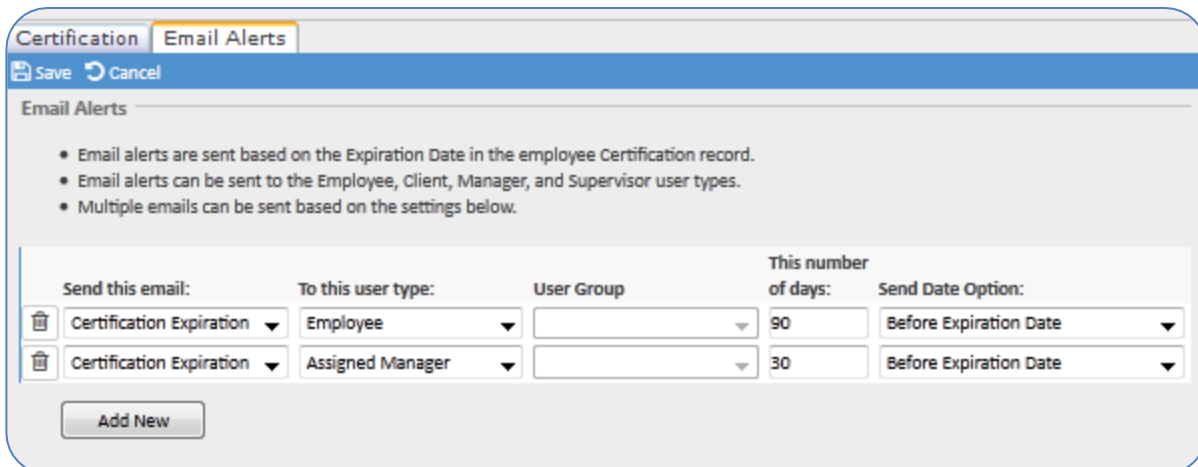 Certification Email Alerts
Save Cancel
Email Alerts
• Email alerts are sent based on the Expiration Date in the employee Certification record.
• Email alerts can be sent to the Employee, Client, Manager, and Supervisor user types.
• Multiple emails can be sent based on the settings below.
This number
Send this email: To this user type: User Group of days: Send Date Option:
Certification Expiration Employee 90 Before Expiration Date
Certification Expiration Assigned Manager 30 Before Expiration Date
Add New